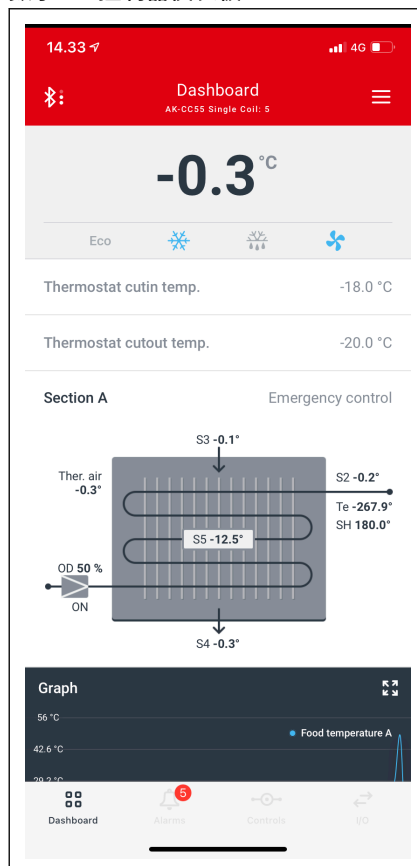 14.33
4G
Dashboard
AK-CC55 Single Coil: 5
-0.3 °C
Eco
Thermostat cutin temp. -18.0 °C
Thermostat cutout temp. -20.0 °C
Section A Emergency control
S3 -0.1°
Ther. air
-0.3°
S2 -0.2°
Te -267.9°
SH 180.0°
S5 -12.5°
OD 50 %
ON
S4 -0.3°
Graph
56 °C
Food temperature A
42.6 °C
29.2 °C
5
Dashboard Alarms Controls I/O